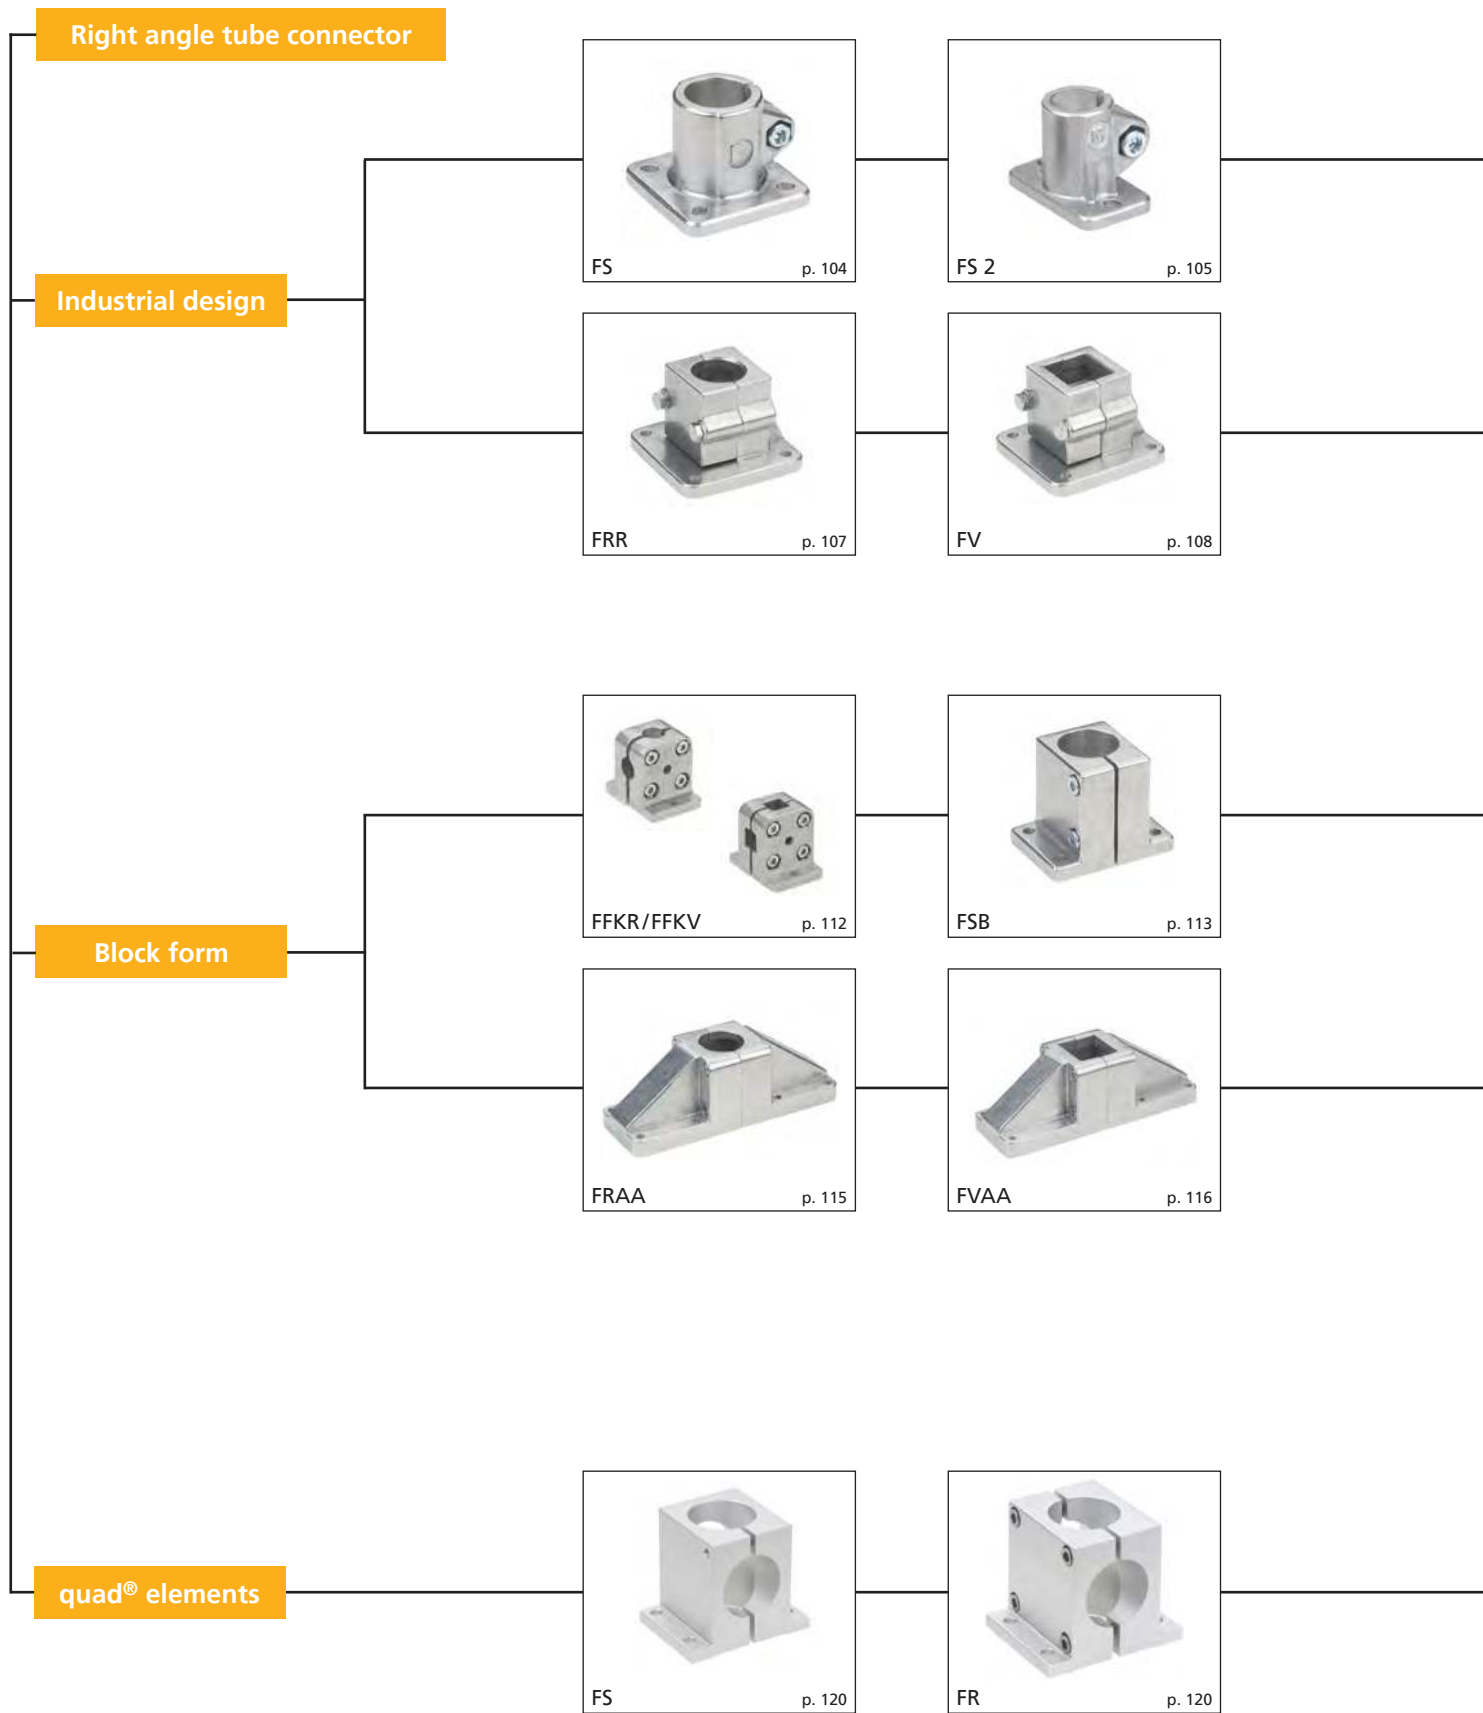 Right angle tube connector
FS p. 104
FS 2 p. 105
Industrial design
FRR p. 107
FV p. 108
FFKR/FFKV p. 112
FSB p. 113
Block form
FRAA p. 115
FVAA p. 116
quad® elements
FS p. 120
FR p. 120